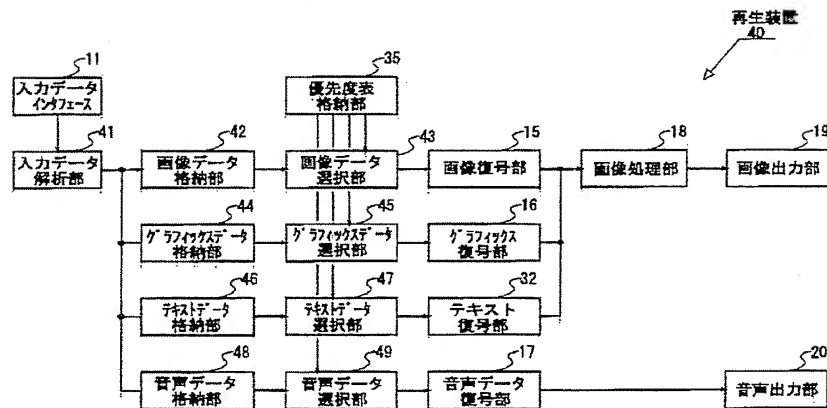 再生装置
40
11
入力データ
インタフェース
35
優先度表
格納部
41
入力データ
解析部
42
画像データ
格納部
43
画像データ
選択部
15
画像復号部
18
画像処理部
19
画像出力部
44
グラフィックスデータ
格納部
45
グラフィックスデータ
選択部
16
グラフィックス
復号部
46
テキストデータ
格納部
47
テキストデータ
選択部
32
テキスト
復号部
48
音声データ
格納部
49
音声データ
選択部
17
音声データ
復号部
20
音声出力部